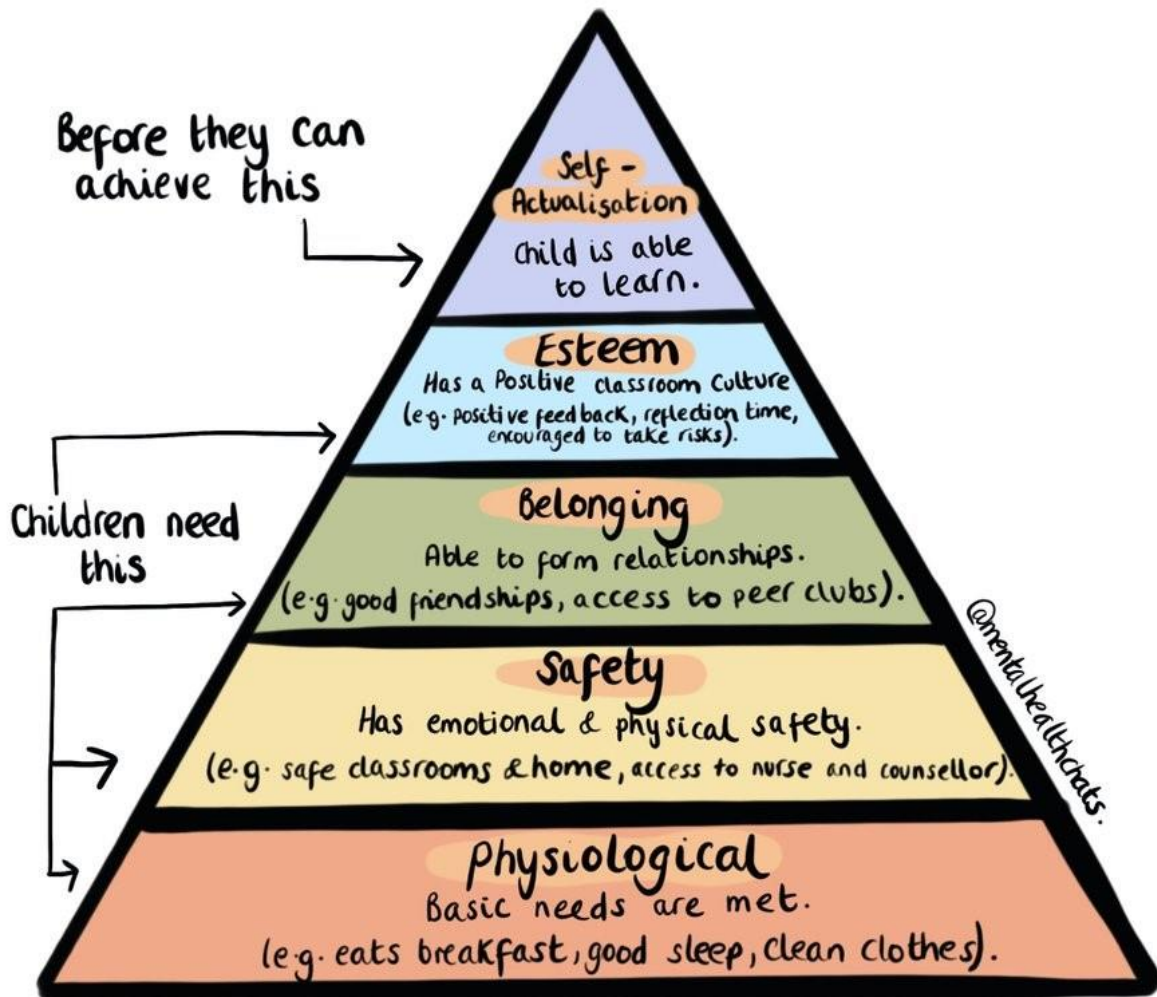 Before they can
achieve this
Self -
Actualisation
Child is able
to learn.
Esteem
Has a Positive classroom Culture
(e.g. positive feedback, reflection time,
encouraged to take risks).
Children need
this
Belonging
Able to form relationships.
(e.g. good friendships, access to peer clubs).
Safety
Has emotional & physical safety.
(e.g. safe classrooms & home, access to nurse and counsellor).
@mentalhealthchats.
Physiological
Basic needs are met.
(e.g. eats breakfast, good sleep, clean clothes).